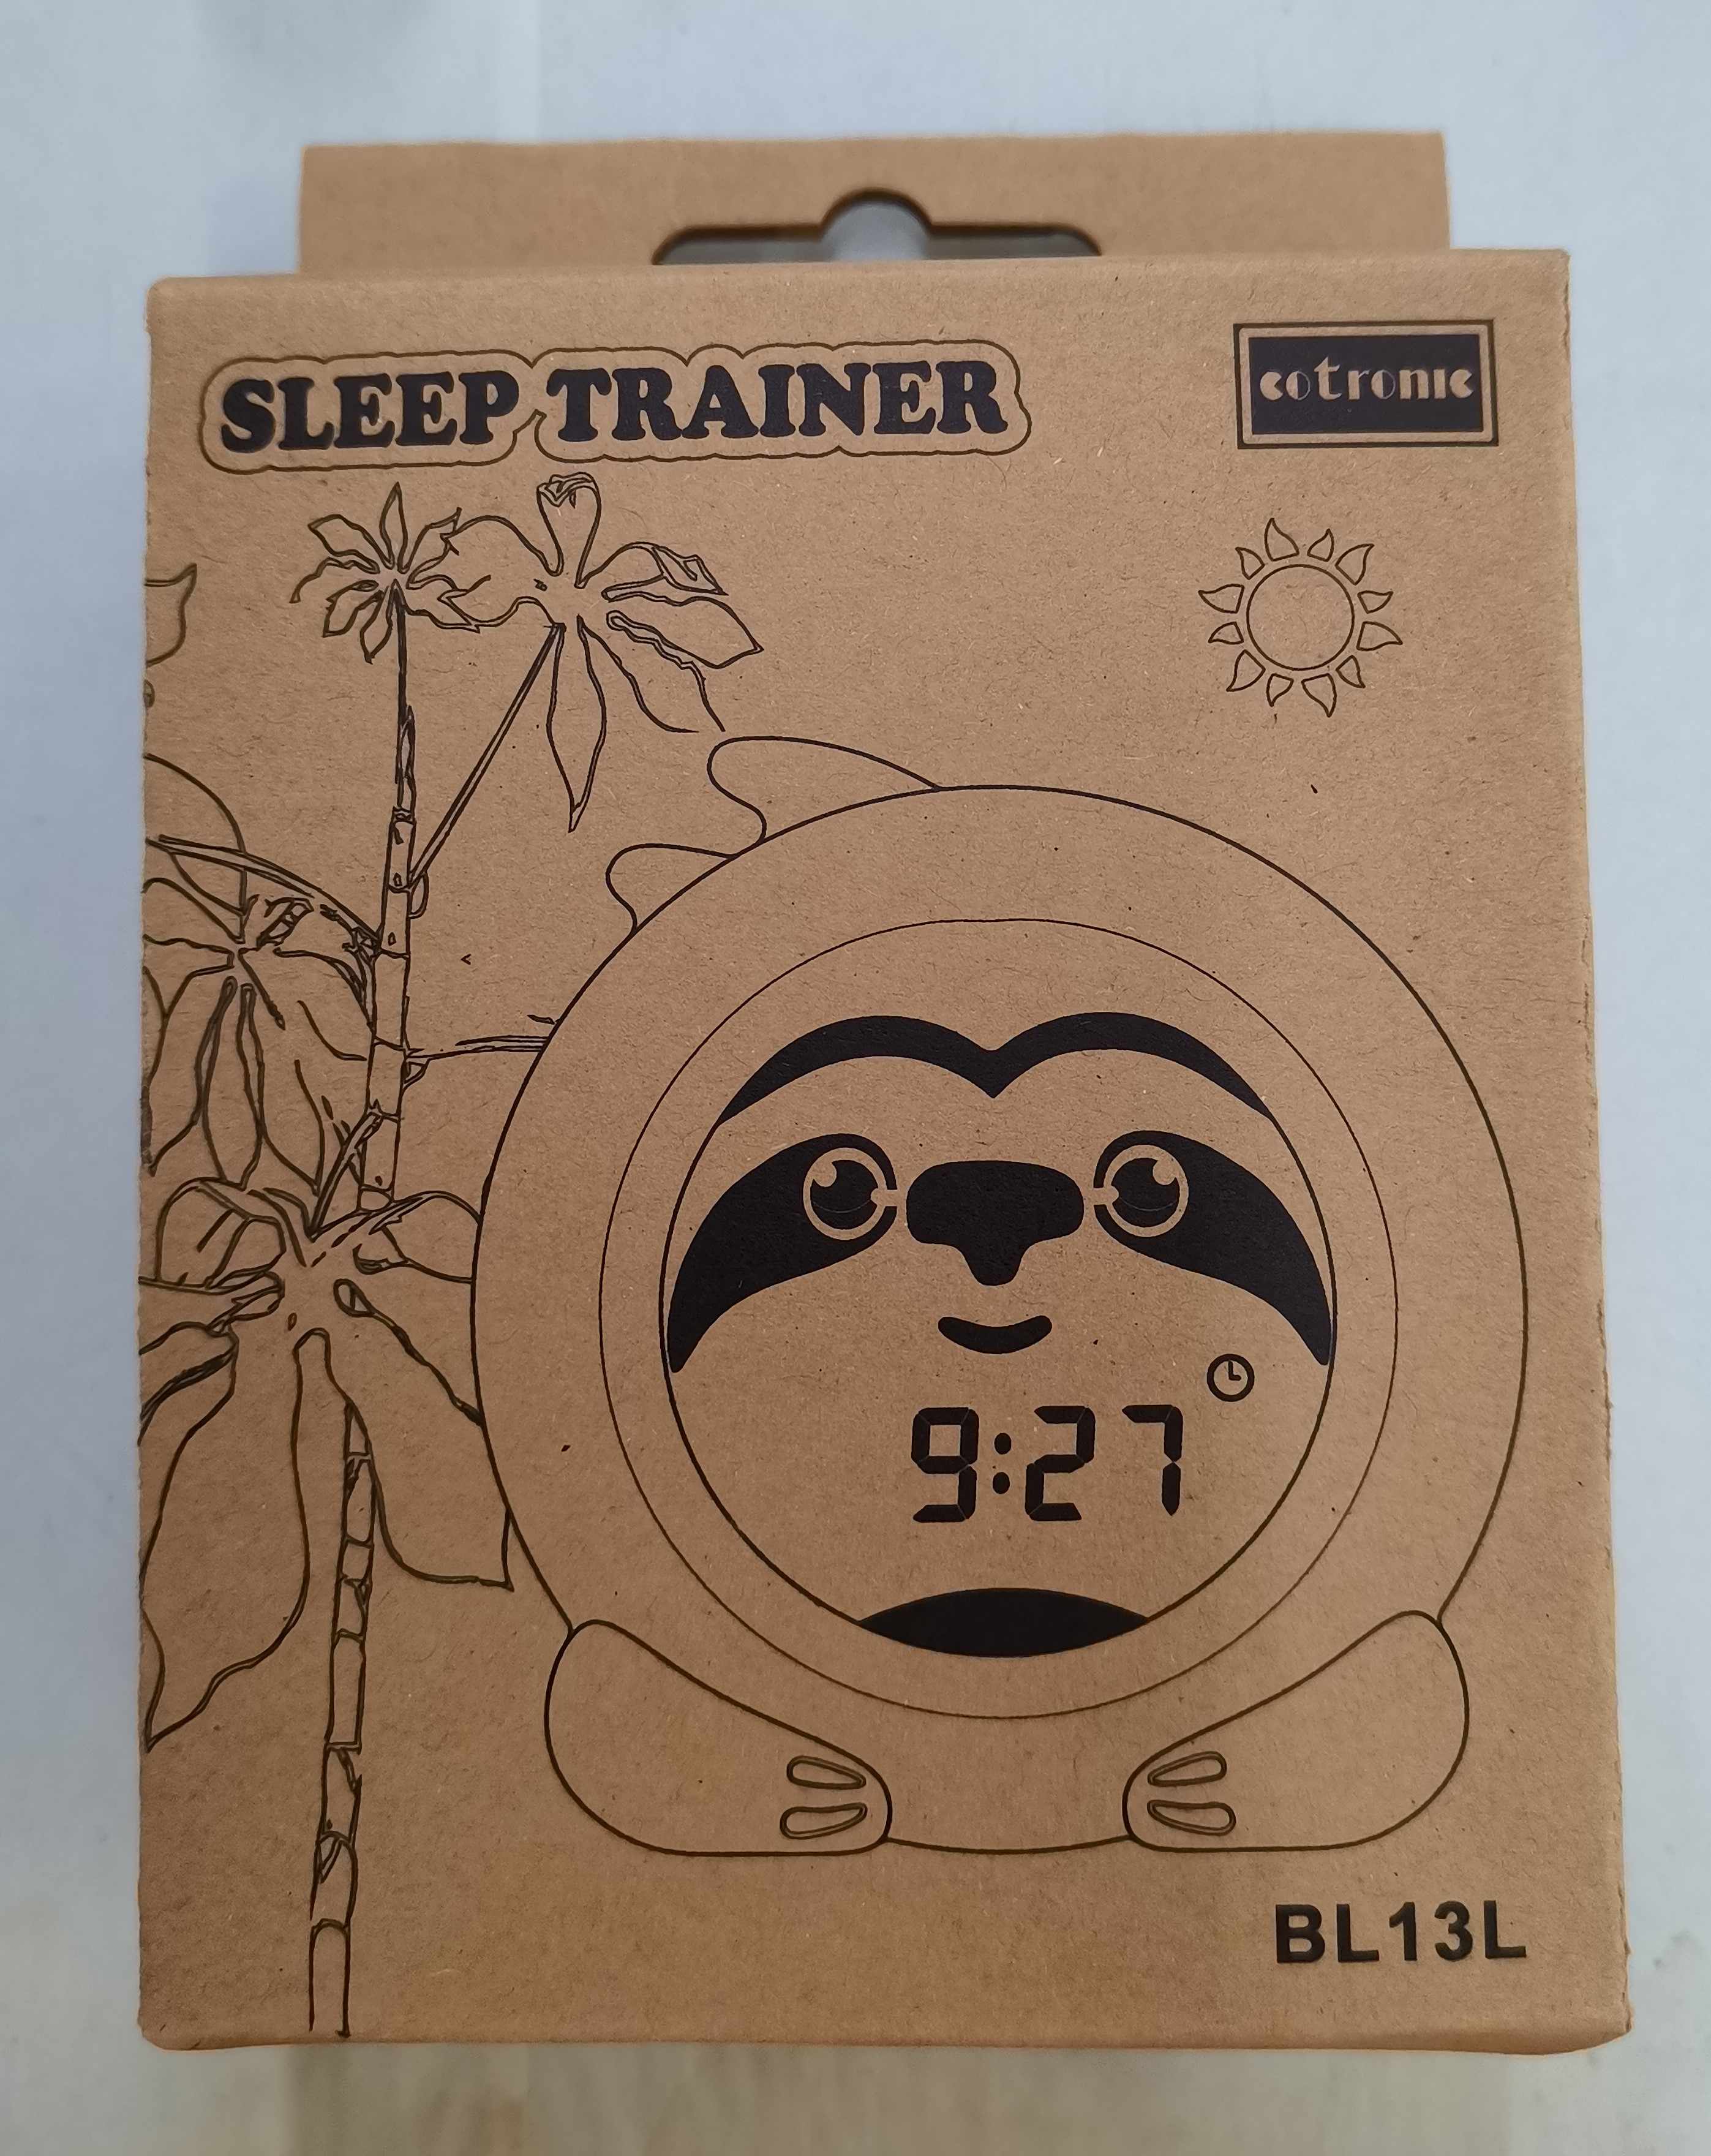 SLEEP TRAINER
cotronic
9:27
BL13L